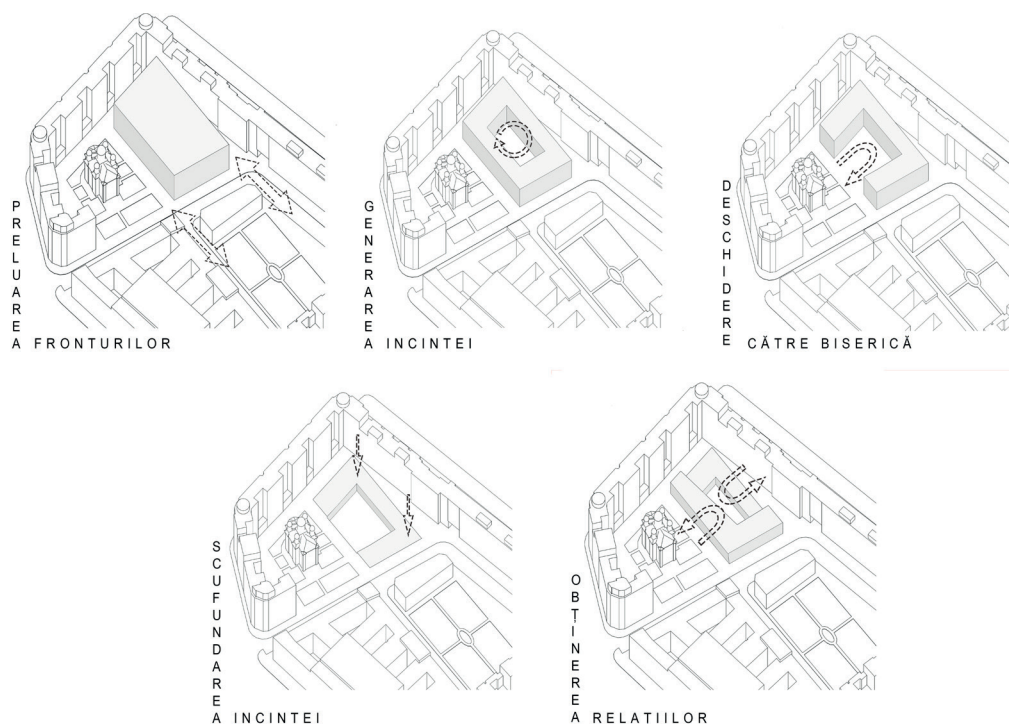 PRELUAREA FRONTURILOR
GENERAREA INCINTEI
DESCHIDERE CĂTRE BISERICĂ
SCUFUNDAREA INCINTEI
OBȚINEREA RELATIILOR